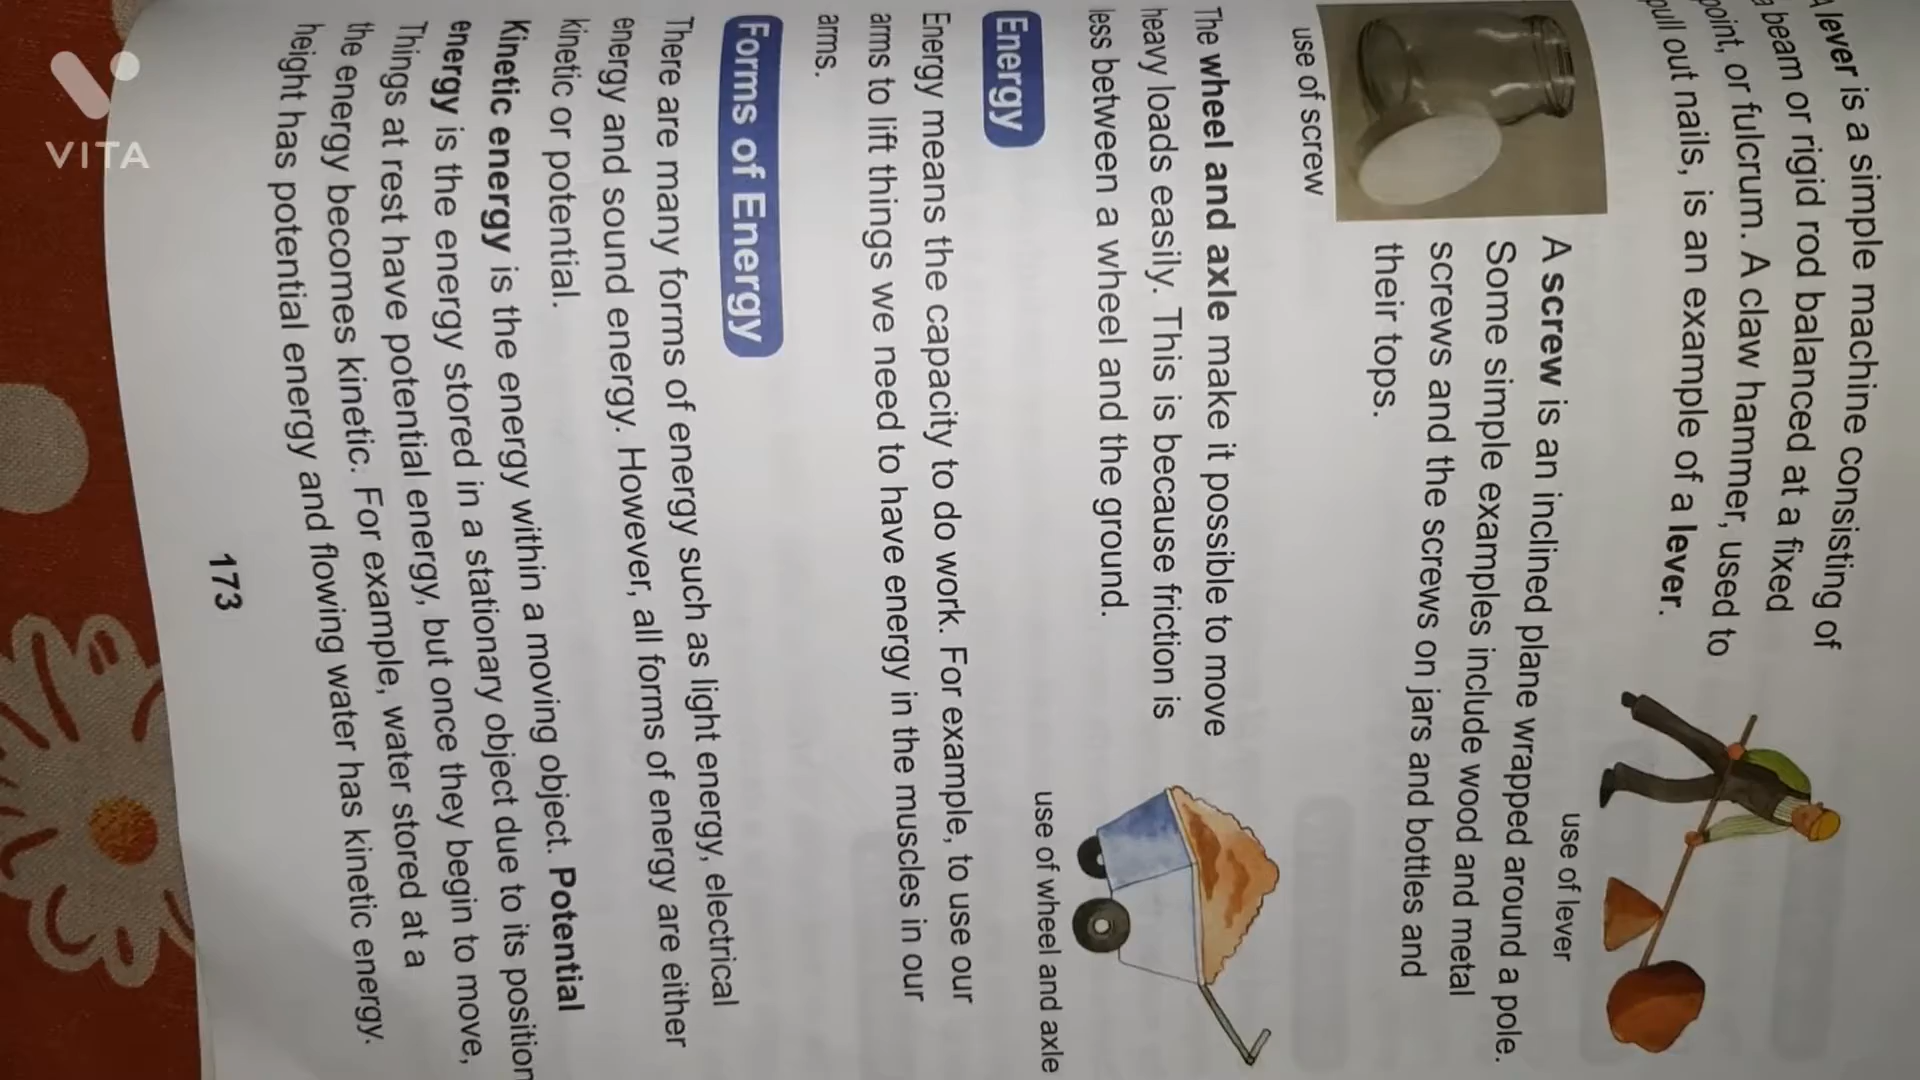 A lever is a simple machine consisting of
a beam or rigid rod balanced at a fixed
point, or fulcrum. A claw hammer, used to
pull out nails, is an example of a lever.
use of lever
A screw is an inclined plane wrapped around a pole.
Some simple examples include wood and metal
screws and the screws on jars and bottles and
their tops.
use of screw
The wheel and axle make it possible to move
heavy loads easily. This is because friction is
less between a wheel and the ground.
use of wheel and axle
Energy
Energy means the capacity to do work. For example, to use our
arms to lift things we need to have energy in the muscles in our
arms.
Forms of Energy
There are many forms of energy such as light energy, electrical
energy and sound energy. However, all forms of energy are either
kinetic or potential.
Kinetic energy is the energy within a moving object. Potential
energy is the energy stored in a stationary object due to its position
Things at rest have potential energy, but once they begin to move,
the energy becomes kinetic. For example, water stored at a
height has potential energy and flowing water has kinetic energy.
173
VITA